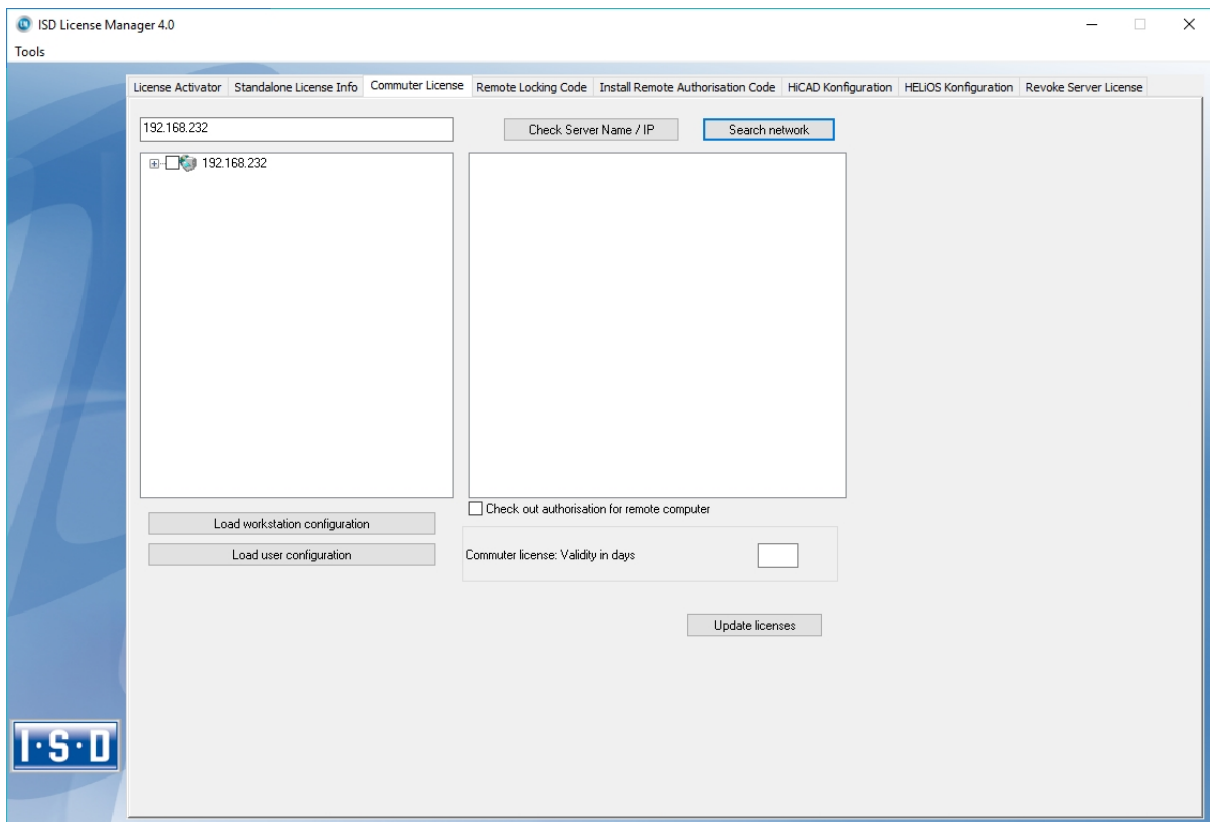 ISD License Manager 4.0
Tools
License Activator Standalone License Info Commuter License Remote Locking Code Install Remote Authorisation Code HiCAD Konfiguration HELiOS Konfiguration Revoke Server License
192.168.232 Check Server Name / IP Search network
192.168.232
Check out authorisation for remote computer
Load workstation configuration
Load user configuration Commuter license: Validity in days
Update licenses
I·S·D